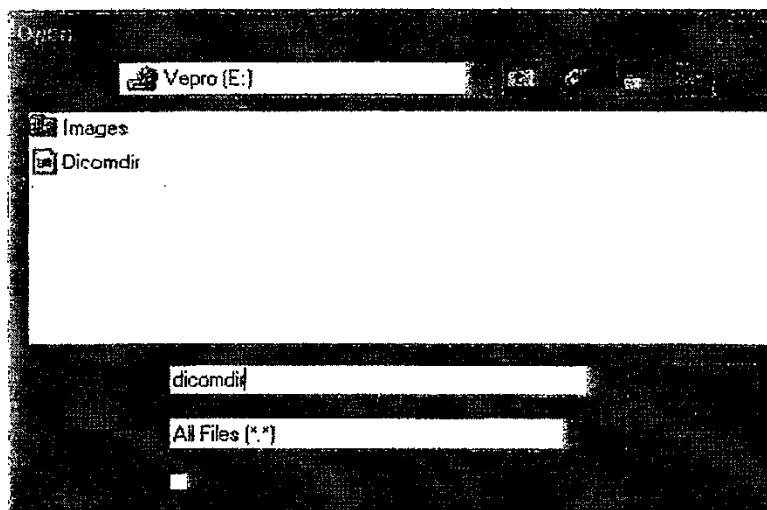 Open
Vepro (E:)
Images
Dicomdir
dicomdir
All Files (*.*)